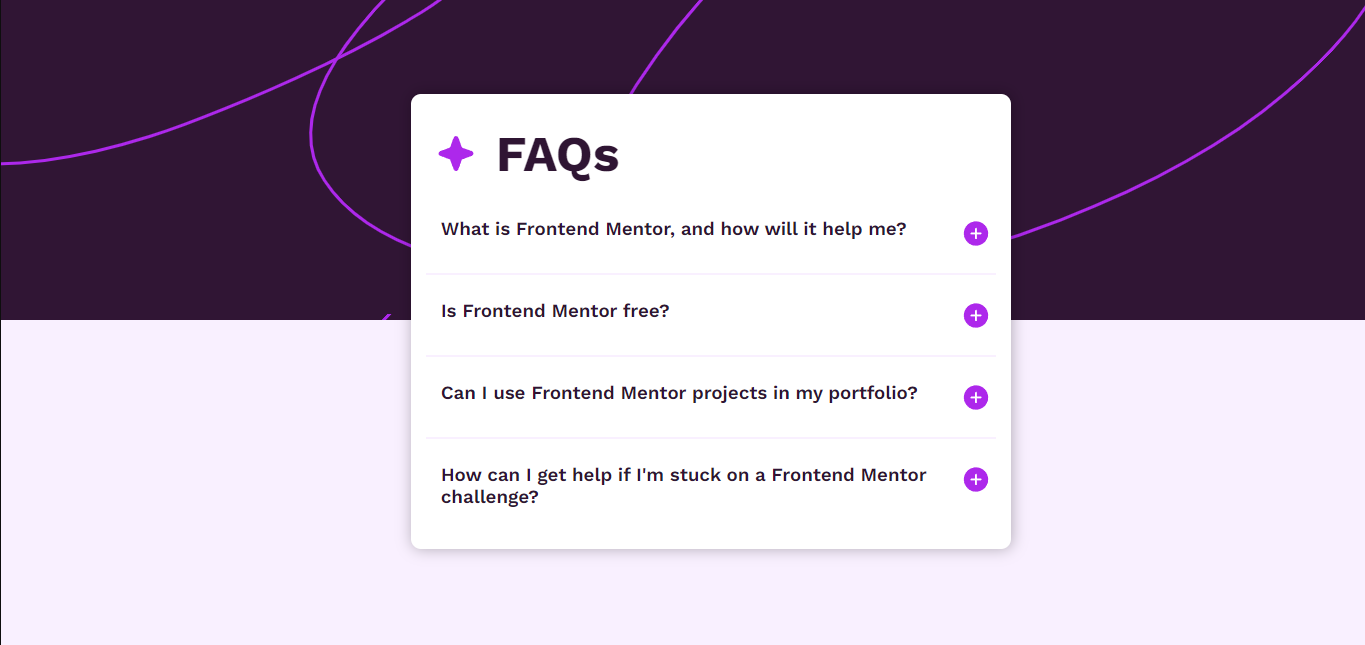 FAQs
What is Frontend Mentor, and how will it help me?
Is Frontend Mentor free?
Can I use Frontend Mentor projects in my portfolio?
How can I get help if I'm stuck on a Frontend Mentor
challenge?